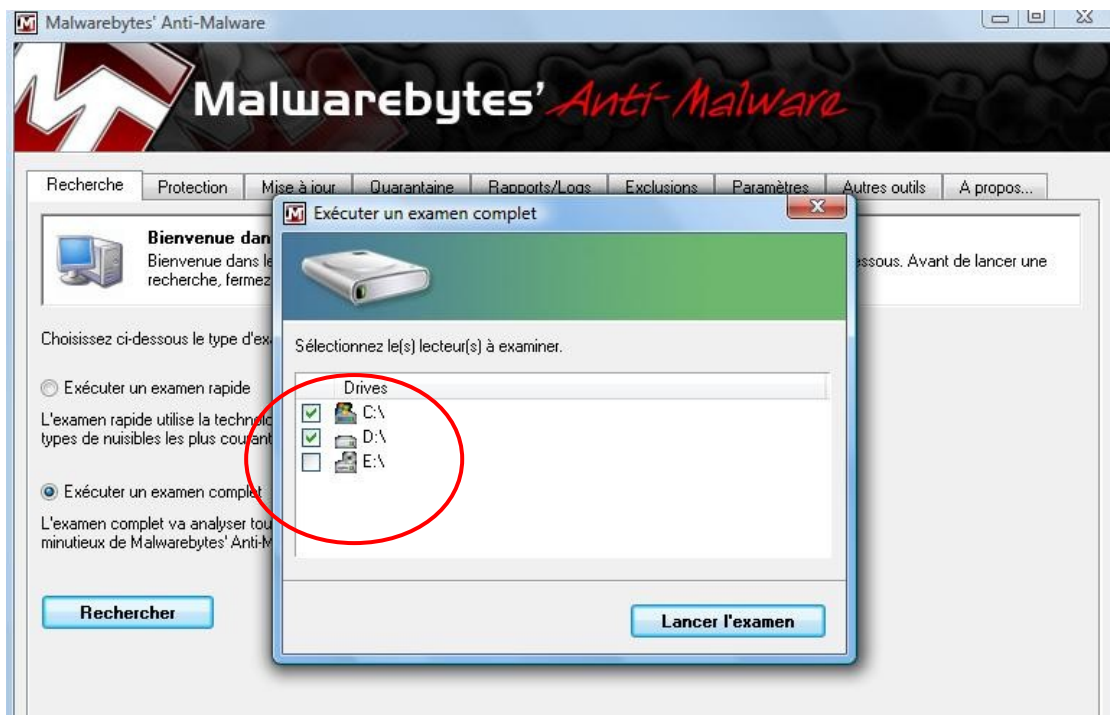 Malwarebytes' Anti-Malware
Malwarebytes' Anti-Malware
Recherche Protection Mise à jour Quarantaine Rapports/Logs Exclusions Paramètres Autres outils A propos...
Exécuter un examen complet
Bienvenue dan
Bienvenue dans le
essous. Avant de lancer une
recherche, fermez
Choisissez ci-dessous le type d'ex
Sélectionnez le(s) lecteur(s) à examiner.
Drives
Exécuter un examen rapide
C:\
L'examen rapide utilise la techno
D:\
types de nuisibles les plus courant
E:\
Exécuter un examen complet
L'examen complet va analyser tou
minutieux de Malwarebytes' Anti-M
Rechercher
Lancer l'examen